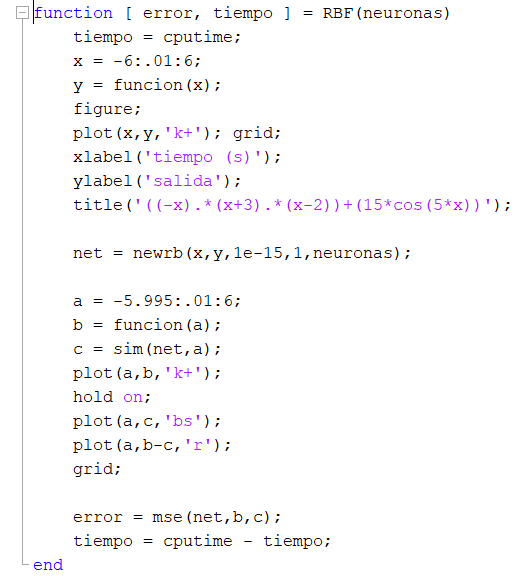 function [ error, tiempo ] = RBF(neuronas)
    tiempo = cputime;
    x = -6:.01:6;
    y = funcion(x);
    figure;
    plot(x,y,'k+'); grid;
    xlabel('tiempo (s)');
    ylabel('salida');
    title('((-x).*(x+3).*(x-2))+(15*cos(5*x))');

    net = newrb(x,y,1e-15,1,neuronas);

    a = -5.995:.01:6;
    b = funcion(a);
    c = sim(net,a);
    plot(a,b,'k+');
    hold on;
    plot(a,c,'bs');
    plot(a,b-c,'r');
    grid;

    error = mse(net,b,c);
    tiempo = cputime - tiempo;
end